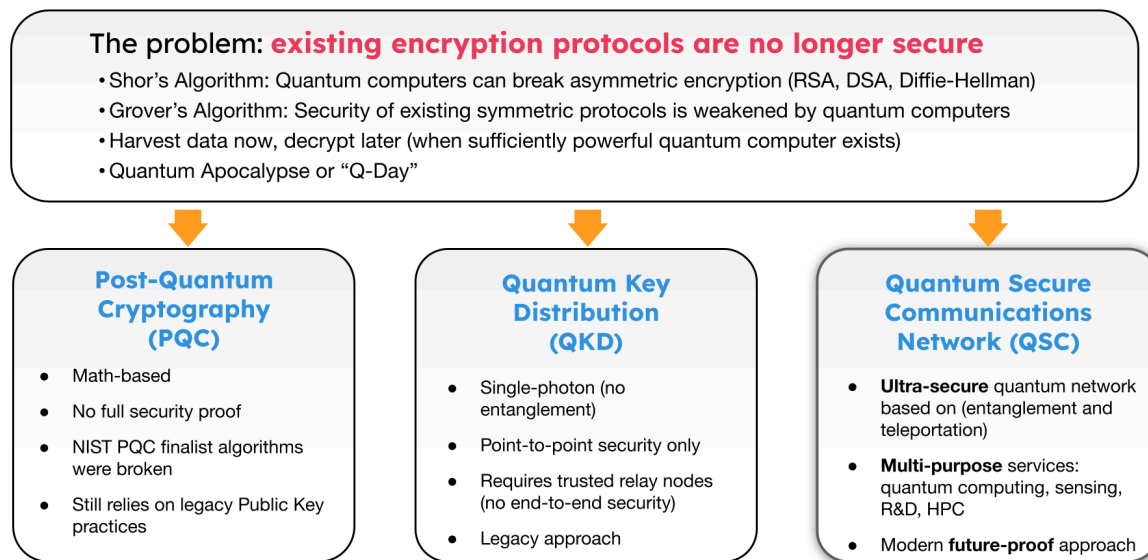 The problem: existing encryption protocols are no longer secure
• Shor's Algorithm: Quantum computers can break asymmetric encryption (RSA, DSA, Diffie-Hellman)
• Grover's Algorithm: Security of existing symmetric protocols is weakened by quantum computers
• Harvest data now, decrypt later (when sufficiently powerful quantum computer exists)
• Quantum Apocalypse or “Q-Day”
Post-Quantum
Cryptography
(PQC)
● Math-based
● No full security proof
● NIST PQC finalist algorithms
were broken
● Still relies on legacy Public Key
practices
Quantum Key
Distribution
(QKD)
● Single-photon (no
entanglement)
● Point-to-point security only
● Requires trusted relay nodes
(no end-to-end security)
● Legacy approach
Quantum Secure
Communications
Network (QSC)
● Ultra-secure quantum network
based on (entanglement and
teleportation)
● Multi-purpose services:
quantum computing, sensing,
R&D, HPC
● Modern future-proof approach